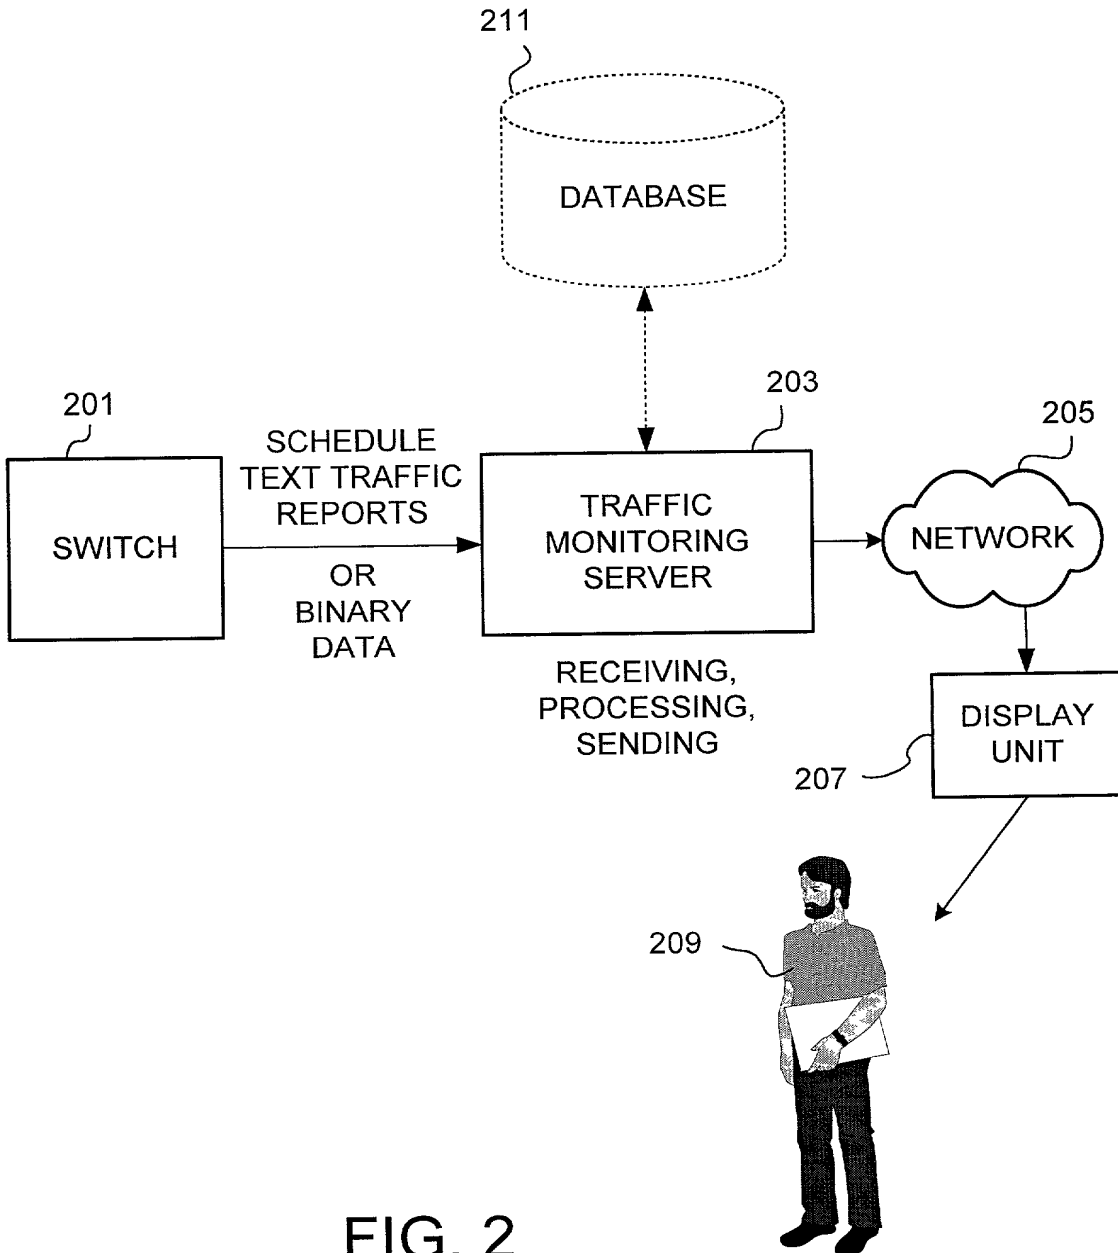 211
DATABASE
201
SCHEDULE
TEXT TRAFFIC
REPORTS
OR
BINARY
DATA
SWITCH
203
TRAFFIC
MONITORING
SERVER
RECEIVING,
PROCESSING,
SENDING
205
NETWORK
DISPLAY
UNIT
207
209
FIG. 2